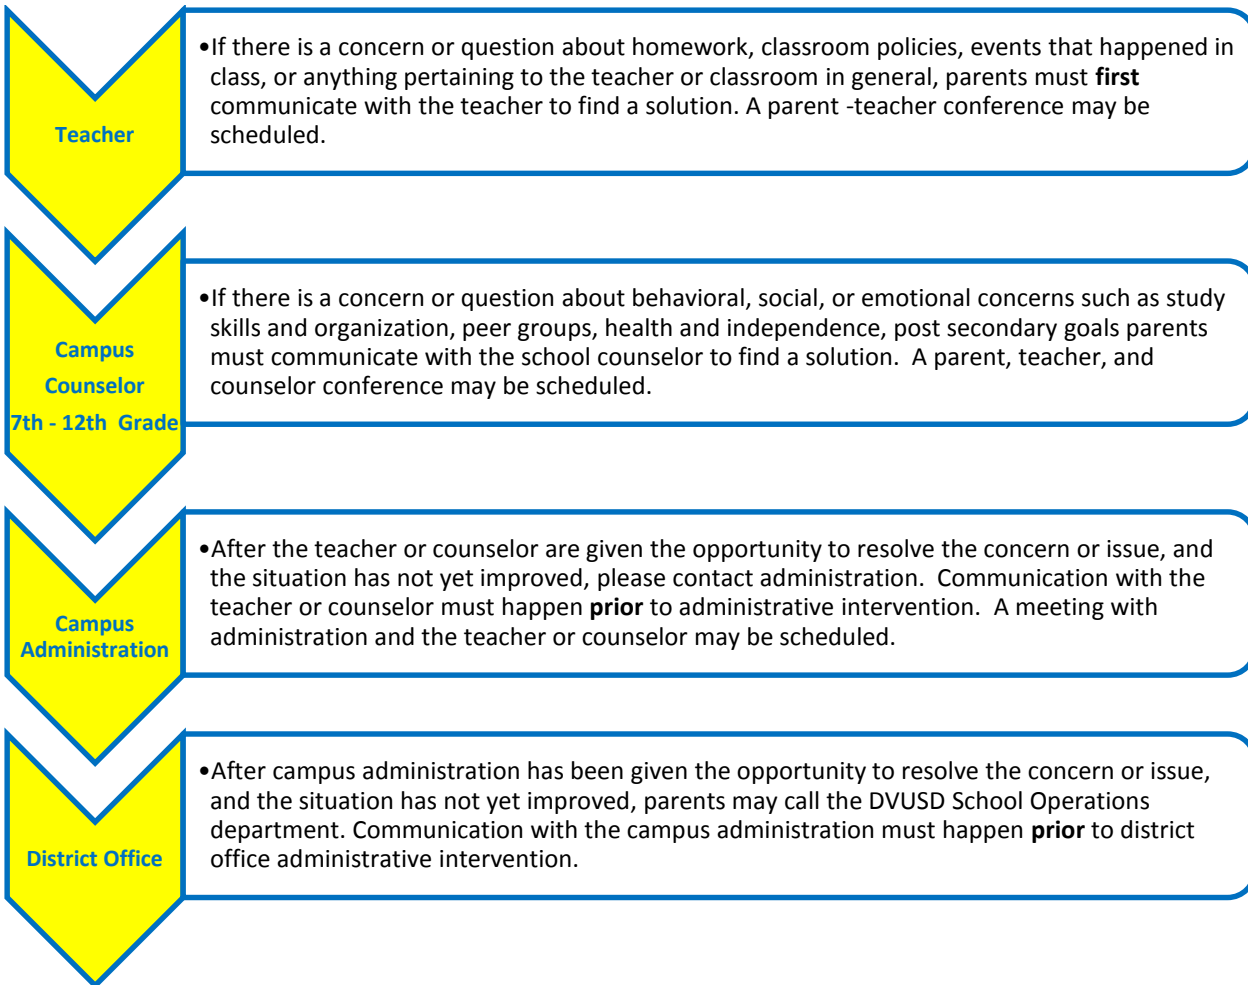 Teacher
•If there is a concern or question about homework, classroom policies, events that happened in
class, or anything pertaining to the teacher or classroom in general, parents must first
communicate with the teacher to find a solution. A parent -teacher conference may be
scheduled.
Campus
Counselor
7th - 12th  Grade
•If there is a concern or question about behavioral, social, or emotional concerns such as study
skills and organization, peer groups, health and independence, post secondary goals parents
must communicate with the school counselor to find a solution.  A parent, teacher, and
counselor conference may be scheduled.
Campus
Administration
•After the teacher or counselor are given the opportunity to resolve the concern or issue, and
the situation has not yet improved, please contact administration.  Communication with the
teacher or counselor must happen prior to administrative intervention.  A meeting with
administration and the teacher or counselor may be scheduled.
District Office
•After campus administration has been given the opportunity to resolve the concern or issue,
and the situation has not yet improved, parents may call the DVUSD School Operations
department. Communication with the campus administration must happen prior to district
office administrative intervention.